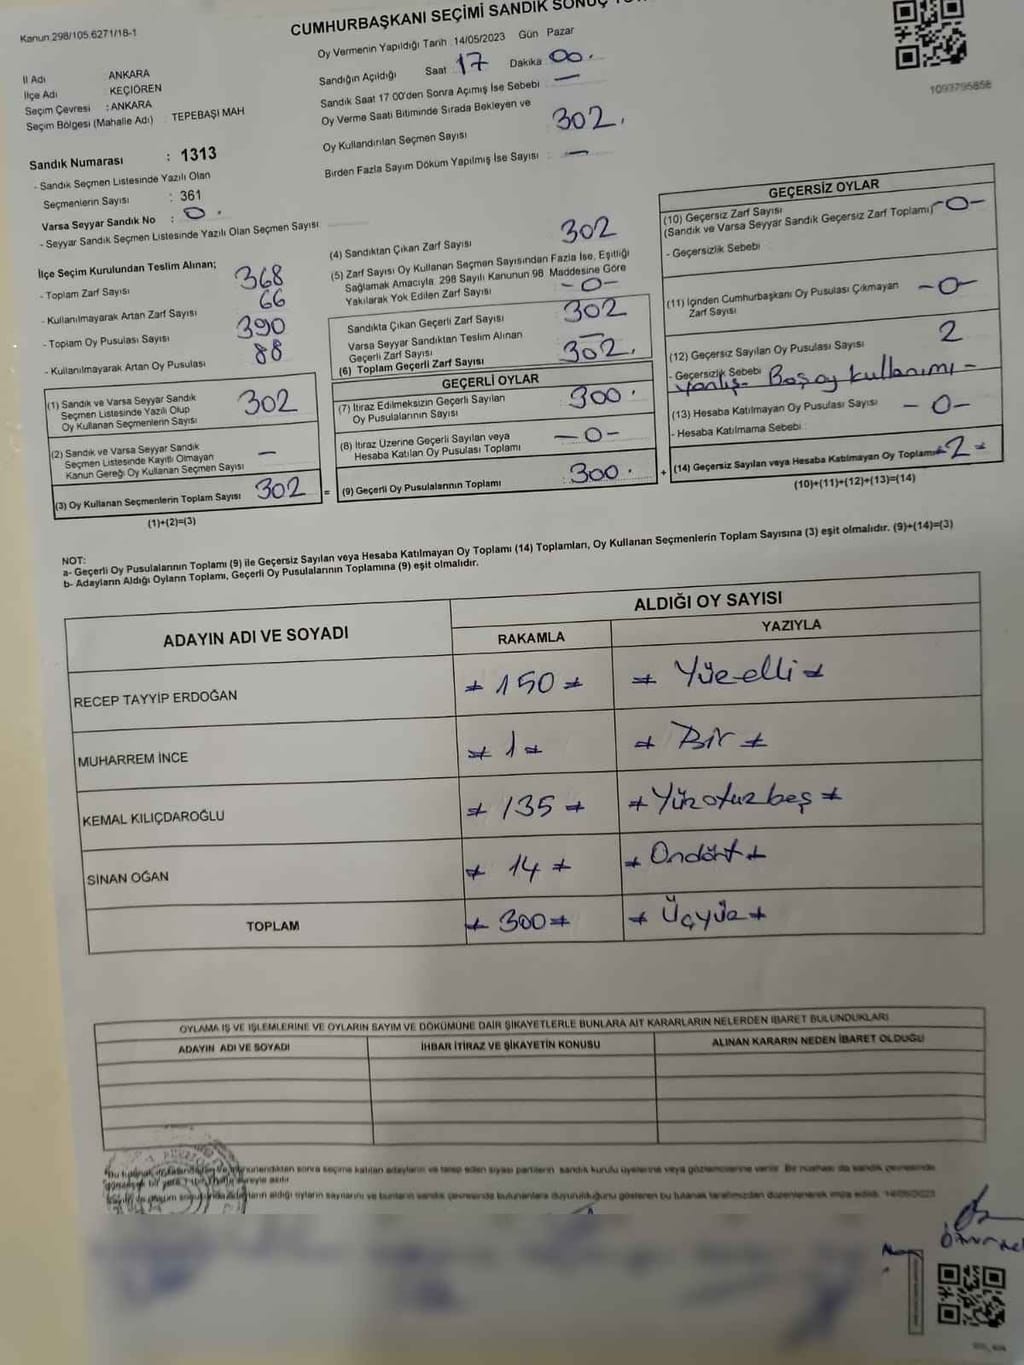 Kanun 298/105.6271/18-1
CUMHURBAŞKANI SEÇİMİ SANDIK SONUÇ
Oy Vermenin Yapıldığı Tarih 14/05/2023 Gün Pazar
Sandığın Açıldığı Saat 17 Dakika 00.
Sandık Saat 17 00'den Sonra Açımış İse Sebebi —
Oy Verme Saati Bitiminde Sırada Bekleyen ve
Oy Kullandırılan Seçmen Sayısı 302.
Birden Fazla Sayım Döküm Yapılmış İse Sayısı : —
1093795858
İl Adı ANKARA
İlçe Adı KEÇİÖREN
Seçim Çevresi : ANKARA
Seçim Bölgesi (Mahalle Adı) : TEPEBAŞI MAH
Sandık Numarası : 1313
- Sandık Seçmen Listesinde Yazılı Olan
Seçmenlerin Sayısı : 361
Varsa Seyyar Sandık No : 0.
- Seyyar Sandık Seçmen Listesinde Yazılı Olan Seçmen Sayısı
İlçe Seçim Kurulundan Teslim Alınan;
- Toplam Zarf Sayısı 368
- Kullanılmayarak Artan Zarf Sayısı 66
- Toplam Oy Pusulası Sayısı 390
- Kullanılmayarak Artan Oy Pusulası 88
(1) Sandık ve Varsa Seyyar Sandık
Seçmen Listesinde Yazılı Olup
Oy Kullanan Seçmenlerin Sayısı 302
(2) Sandık ve Varsa Seyyar Sandık
Seçmen Listesinde Kayıtlı Olmayan
Kanun Gereği Oy Kullanan Seçmen Sayısı —
(3) Oy Kullanan Seçmenlerin Toplam Sayısı 302 =
(1)+(2)=(3)
(4) Sandıktan Çıkan Zarf Sayısı 302
(5) Zarf Sayısı Oy Kullanan Seçmen Sayısından Fazla İse, Eşitliği
Sağlamak Amacıyla, 298 Sayılı Kanunun 98. Maddesine Göre
Yakılarak Yok Edilen Zarf Sayısı -0-
Sandıkta Çıkan Geçerli Zarf Sayısı 302
Varsa Seyyar Sandıktan Teslim Alınan
Geçerli Zarf Sayısı —
(6) Toplam Geçerli Zarf Sayısı 302.
GEÇERLİ OYLAR
(7) İtiraz Edilmeksizin Geçerli Sayılan
Oy Pusulalarının Sayısı 300.
(8) İtiraz Üzerine Geçerli Sayılan veya
Hesaba Katılan Oy Pusulası Toplamı -0-
(9) Geçerli Oy Pusulalarının Toplamı : 300. +
GEÇERSİZ OYLAR
(10) Geçersiz Zarf Sayısı
(Sandık ve Varsa Seyyar Sandık Geçersiz Zarf Toplamı) -0-
- Geçersizlik Sebebi
(11) İçinden Cumhurbaşkanı Oy Pusulası Çıkmayan
Zarf Sayısı -0-
(12) Geçersiz Sayılan Oy Pusulası Sayısı 2
- Geçersizlik Sebebi
Yanlış- Boş oy kullanımı -
(13) Hesaba Katılmayan Oy Pusulası Sayısı -0-
- Hesaba Katılmama Sebebi
(14) Geçersiz Sayılan veya Hesaba Katılmayan Oy Toplamı 2
(10)+(11)+(12)+(13)=(14)
NOT:
a- Geçerli Oy Pusulalarının Toplamı (9) ile Geçersiz Sayılan veya Hesaba Katılmayan Oy Toplamı (14) Toplamları, Oy Kullanan Seçmenlerin Toplam Sayısına (3) eşit olmalıdır. (9)+(14)=(3)
b- Adayların Aldığı Oyların Toplamı, Geçerli Oy Pusulalarının Toplamına (9) eşit olmalıdır.
ADAYIN ADI VE SOYADI ALDIĞI OY SAYISI
RAKAMLA YAZIYLA
RECEP TAYYİP ERDOĞAN 150 Yüzelli
MUHARREM İNCE 1 Bir
KEMAL KILIÇDAROĞLU 135 Yüzotuzbeş
SİNAN OĞAN 14 Ondört
TOPLAM 300 Üçyüz
OYLAMA İŞ VE İŞLEMLERİNE VE OYLARIN SAYIM VE DÖKÜMÜNE DAİR ŞİKAYETLERLE BUNLARA AİT KARARLARIN NELERDEN İBARET BULUNDUKLARI
ADAYIN ADI VE SOYADI İHBAR İTİRAZ VE ŞİKAYETİN KONUSU ALINAN KARARIN NEDEN İBARET OLDUĞU
sonra seçime katılan adayların ve talep eden siyasi partilerin sandık kurulu üyelerine veya gözlemcilerine verilir. Bir nüshası da sandık çevresinde
aldığı oyların sayılarını ve bunların sandık çevresinde bulunanlara duyurulduğunu gösteren bu tutanak tarafımızdan düzenlenerek imza edildi. 14/05/2023